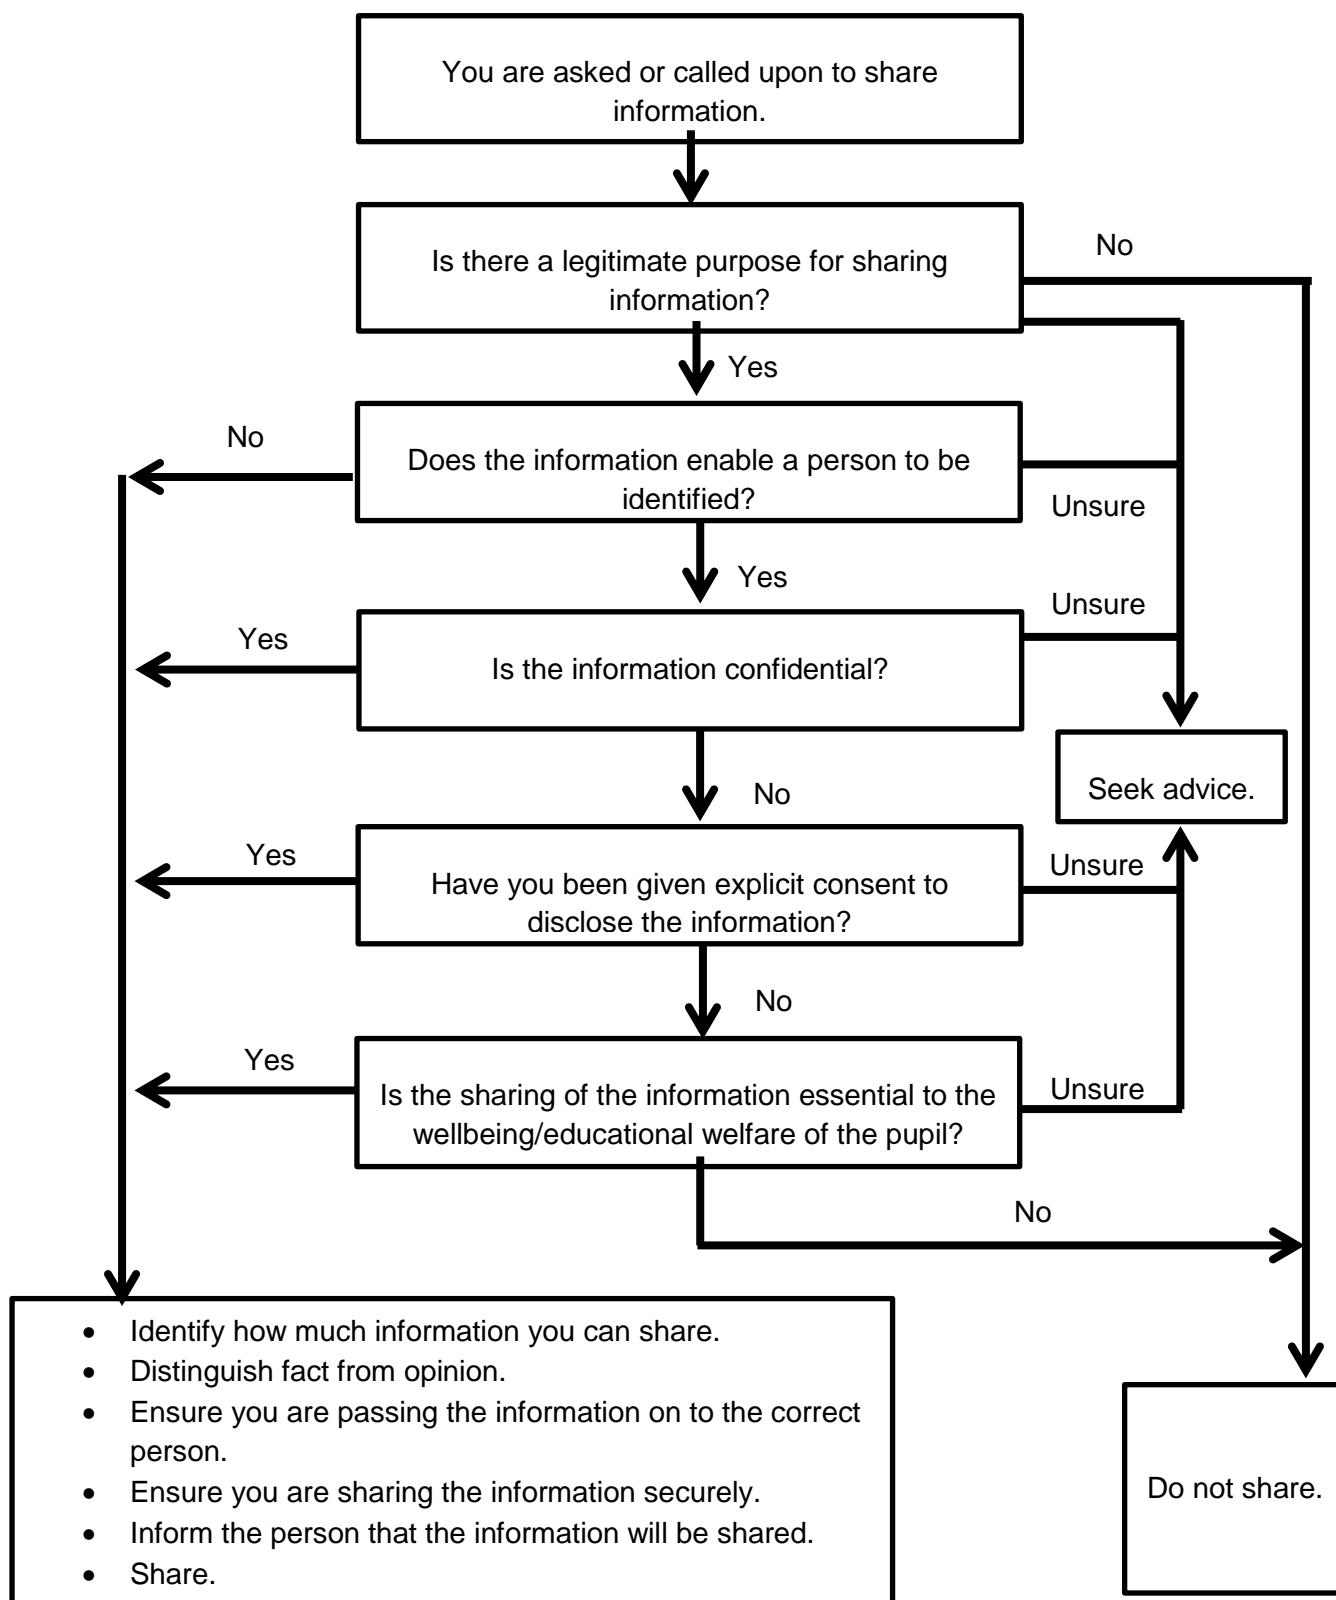 You are asked or called upon to share
information.
Is there a legitimate purpose for sharing
information?
No
Yes
Does the information enable a person to be
identified?
No
Unsure
Yes
Unsure
Is the information confidential?
Yes
No
Seek advice.
Have you been given explicit consent to
disclose the information?
Yes
Unsure
No
Is the sharing of the information essential to the
wellbeing/educational welfare of the pupil?
Yes
Unsure
No
• Identify how much information you can share.
• Distinguish fact from opinion.
• Ensure you are passing the information on to the correct
person.
• Ensure you are sharing the information securely.
• Inform the person that the information will be shared.
• Share.
Do not share.